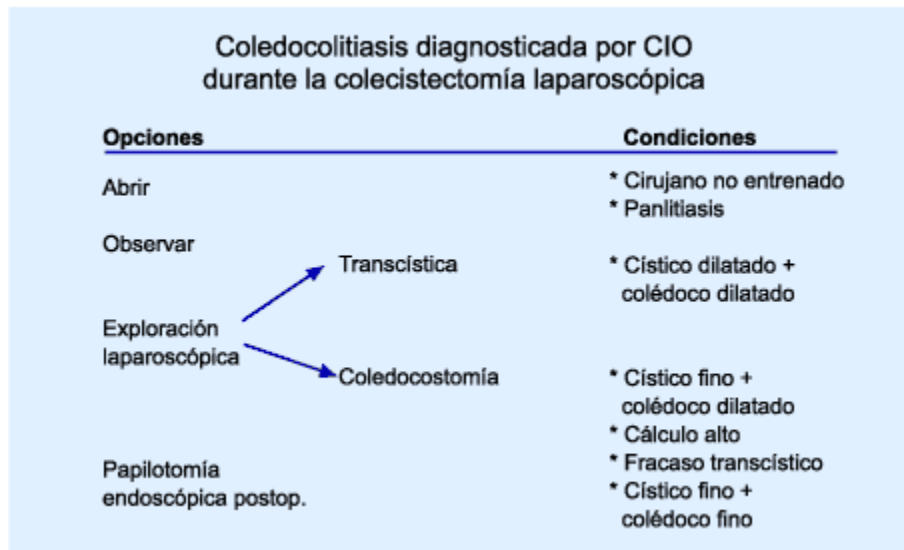 Coledocolitiasis diagnosticada por CIO
durante la colecistectomía laparoscópica
Opciones
Condiciones
Abrir
* Cirujano no entrenado
* Panlitiasis
Observar
Transcística
* Cístico dilatado +
colédoco dilatado
Exploración
laparoscópica
Coledocostomía
* Cístico fino +
colédoco dilatado
* Cálculo alto
* Fracaso transcístico
Papilotomía
endoscópica postop.
* Cístico fino +
colédoco fino